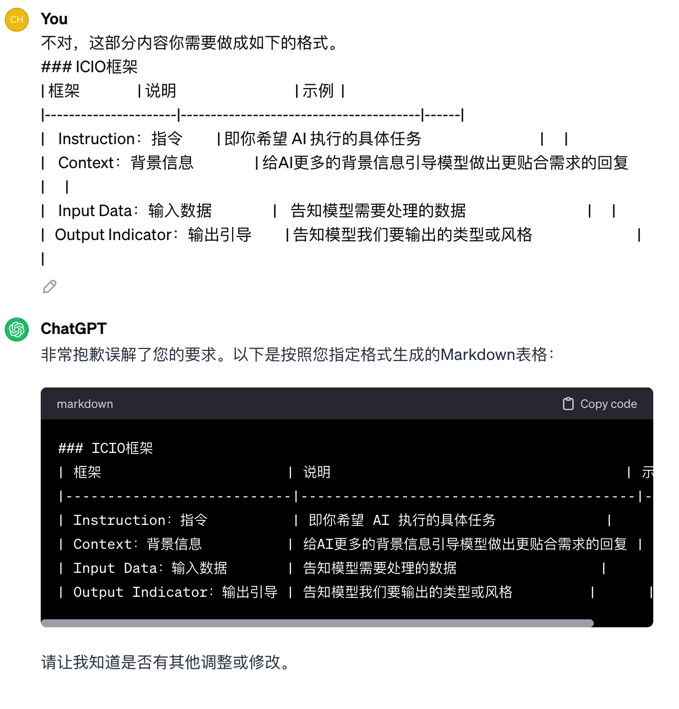 CH You
不对，这部分内容你需要做成如下的格式。
### ICIO框架
| 框架 | 说明 | 示例 |
|----------------------|----------------------------------------|------|
| Instruction：指令 | 即你希望 AI 执行的具体任务 | |
| Context：背景信息 | 给AI更多的背景信息引导模型做出更贴合需求的回复
| |
| Input Data：输入数据 | 告知模型需要处理的数据 | |
| Output Indicator：输出引导 | 告知模型我们要输出的类型或风格 |
|
ChatGPT
非常抱歉误解了您的要求。以下是按照您指定格式生成的Markdown表格：
markdown Copy code
### ICIO框架
| 框架 | 说明 | 示
|--------------------------|------------------------------------|-
| Instruction：指令 | 即你希望 AI 执行的具体任务 |
| Context：背景信息 | 给AI更多的背景信息引导模型做出更贴合需求的回复 |
| Input Data：输入数据 | 告知模型需要处理的数据 |
| Output Indicator：输出引导 | 告知模型我们要输出的类型或风格 | |
请让我知道是否有其他调整或修改。